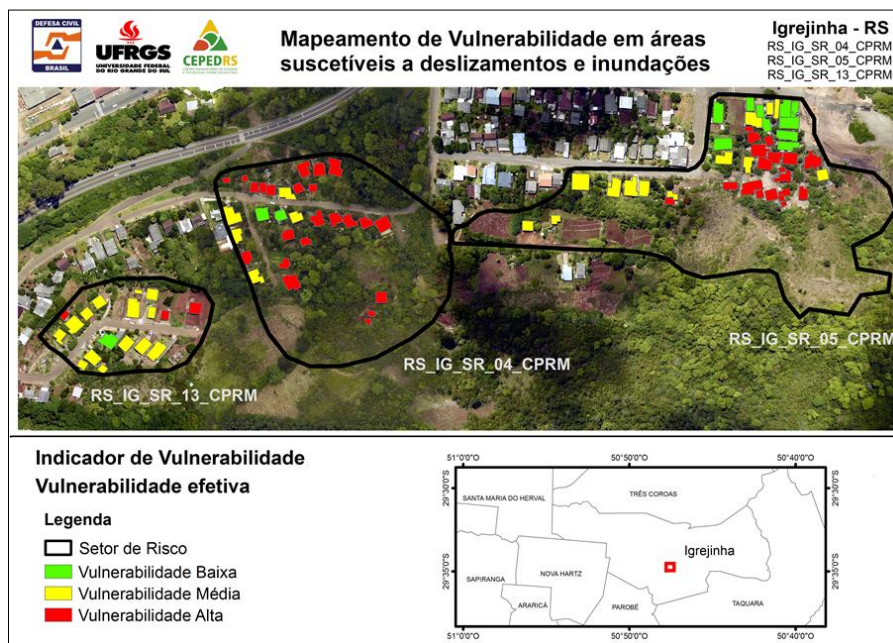 DEFESA CIVIL
BRASIL
UFRGS
UNIVERSIDADE FEDERAL
DO RIO GRANDE DO SUL
CEPEDRS
Mapeamento de Vulnerabilidade em áreas
suscetíveis a deslizamentos e inundações
Igrejinha - RS
RS_IG_SR_04_CPRM
RS_IG_SR_05_CPRM
RS_IG_SR_13_CPRM
RS_IG_SR_05_CPRM
RS_IG_SR_04_CPRM
RS_IG_SR_13_CPRM
Indicador de Vulnerabilidade
Vulnerabilidade efetiva
Legenda
Setor de Risco
Vulnerabilidade Baixa
Vulnerabilidade Média
Vulnerabilidade Alta
51°0'0"O
50°50'0"O
50°40'0"O
29°30'0"S
29°30'0"S
SANTA MARIA DO HERVAL
TRÊS COROAS
Igrejinha
29°35'0"S
29°35'0"S
SAPIRANGA
NOVA HARTZ
ARARICÁ
PAROBÉ
TAQUARA
51°0'0"O
50°50'0"O
50°40'0"O